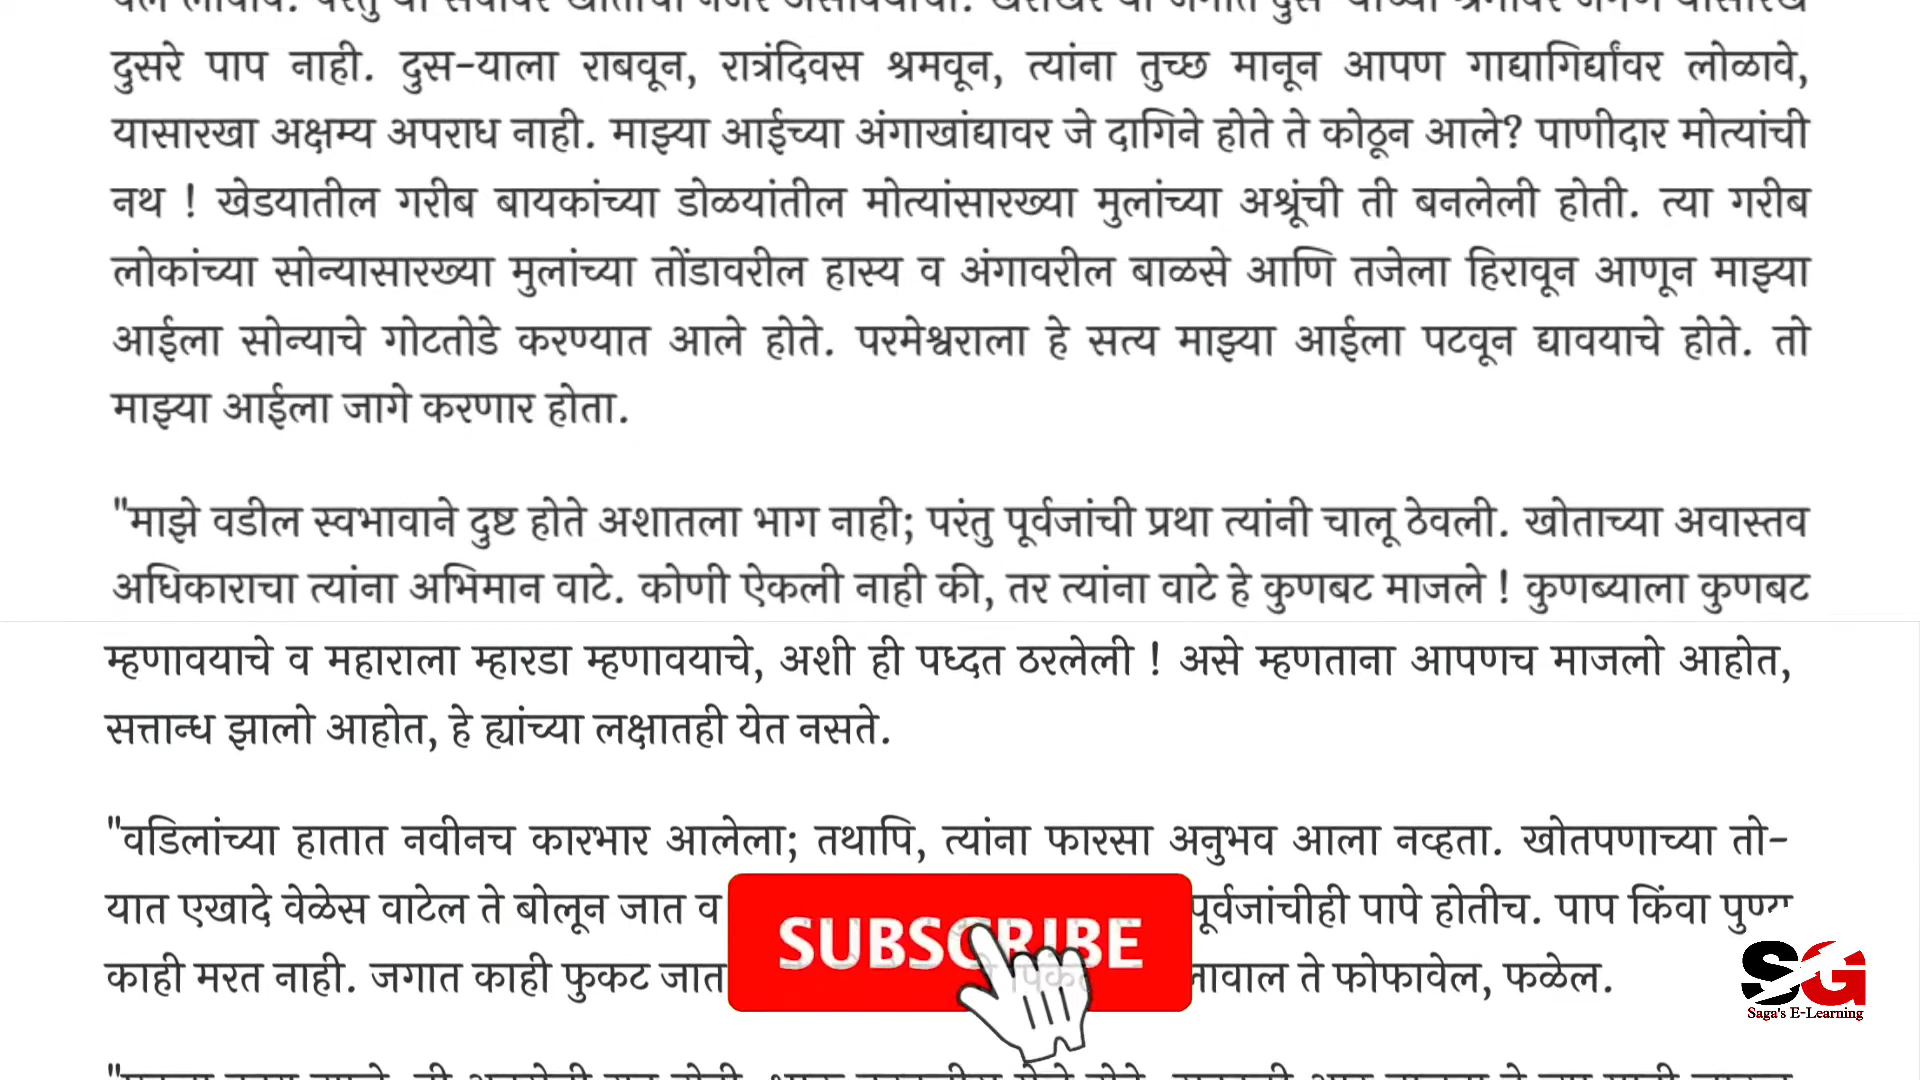 दुसरे पाप नाही. दुस-याला राबवून, रात्रंदिवस श्रमवून, त्यांना तुच्छ मानून आपण गाद्यागिर्द्यांवर लोळावे,
यासारखा अक्षम्य अपराध नाही. माझ्या आईच्या अंगाखांद्यावर जे दागिने होते ते कोठून आले? पाणीदार मोत्यांची
नथ ! खेडयातील गरीब बायकांच्या डोळयांतील मोत्यांसारख्या मुलांच्या अश्रूंची ती बनलेली होती. त्या गरीब
लोकांच्या सोन्यासारख्या मुलांच्या तोंडावरील हास्य व अंगावरील बाळसे आणि तजेला हिरावून आणून माझ्या
आईला सोन्याचे गोटतोडे करण्यात आले होते. परमेश्वराला हे सत्य माझ्या आईला पटवून द्यावयाचे होते. तो
माझ्या आईला जागे करणार होता.
"माझे वडील स्वभावाने दुष्ट होते अशातला भाग नाही; परंतु पूर्वजांची प्रथा त्यांनी चालू ठेवली. खोताच्या अवास्तव
अधिकाराचा त्यांना अभिमान वाटे. कोणी ऐकली नाही की, तर त्यांना वाटे हे कुणबट माजले ! कुणब्याला कुणबट
म्हणावयाचे व महाराला म्हारडा म्हणावयाचे, अशी ही पध्दत ठरलेली ! असे म्हणताना आपणच माजलो आहोत,
सत्तान्ध झालो आहोत, हे ह्यांच्या लक्षातही येत नसते.
"वडिलांच्या हातात नवीनच कारभार आलेला; तथापि, त्यांना फारसा अनुभव आला नव्हता. खोतपणाच्या तो-
यात एखादे वेळेस वाटेल ते बोलून जात व पूर्वजांचीही पापे होतीच. पाप किंवा पुण्य
काही मरत नाही. जगात काही फुकट जात ते फोफावेल, फळेल.
SUBSCRIBE
SG
Saga's E-Learning